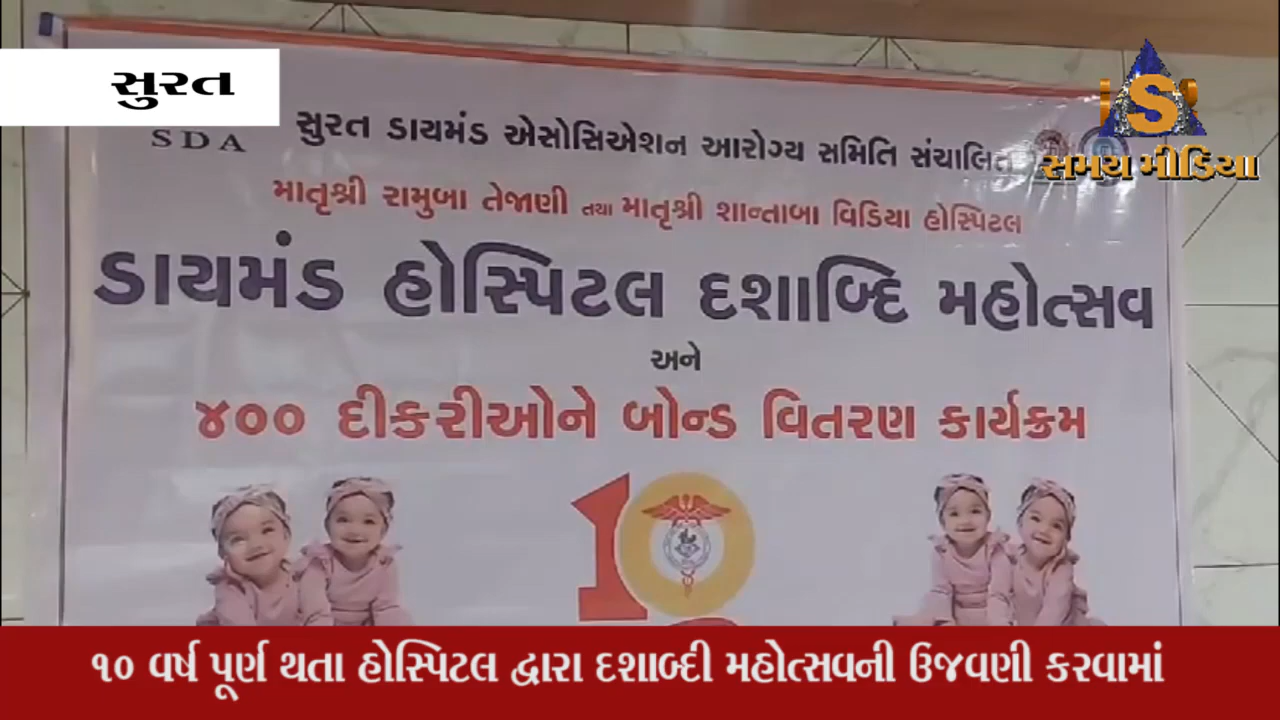 સુરત
S
સમય મીડિયા
SDA
સુરત ડાયમંડ એસોસિએશન આરોગ્ય સમિતિ સંચાલિત
માતૃશ્રી રામુબા તેજાણી તથા માતૃશ્રી શાન્તાબા વિડિયા હોસ્પિટલ
ડાયમંડ હોસ્પિટલ દશાબ્દિ મહોત્સવ
અને
૪૦૦ દીકરીઓને બોન્ડ વિતરણ કાર્યક્રમ
10
૧૦ વર્ષ પૂર્ણ થતા હોસ્પિટલ દ્વારા દશાબ્દી મહોત્સવની ઉજવણી કરવામાં